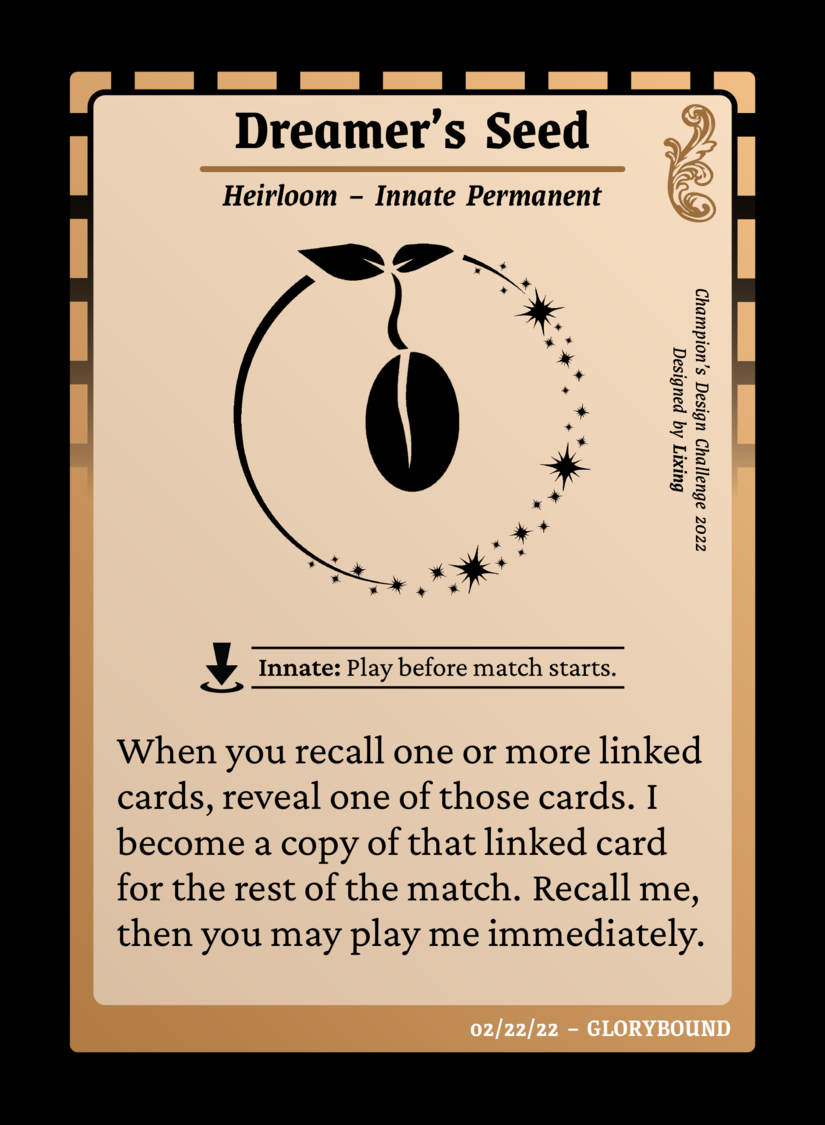 Dreamer's Seed
Heirloom – Innate Permanent
Champion's Design Challenge 2022
Designed by Lixing
Innate: Play before match starts.
When you recall one or more linked
cards, reveal one of those cards. I
become a copy of that linked card
for the rest of the match. Recall me,
then you may play me immediately.
02/22/22 – GLORYBOUND